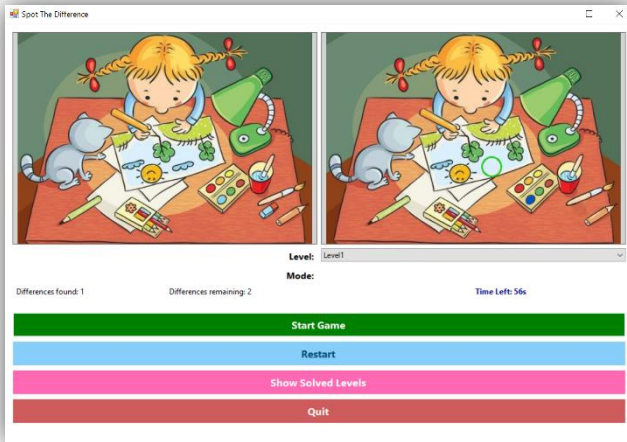 Spot The Difference
Level: Level1
Mode:
Differences found: 1 Differences remaining: 2 Time Left: 56s
Start Game
Restart
Show Solved Levels
Quit